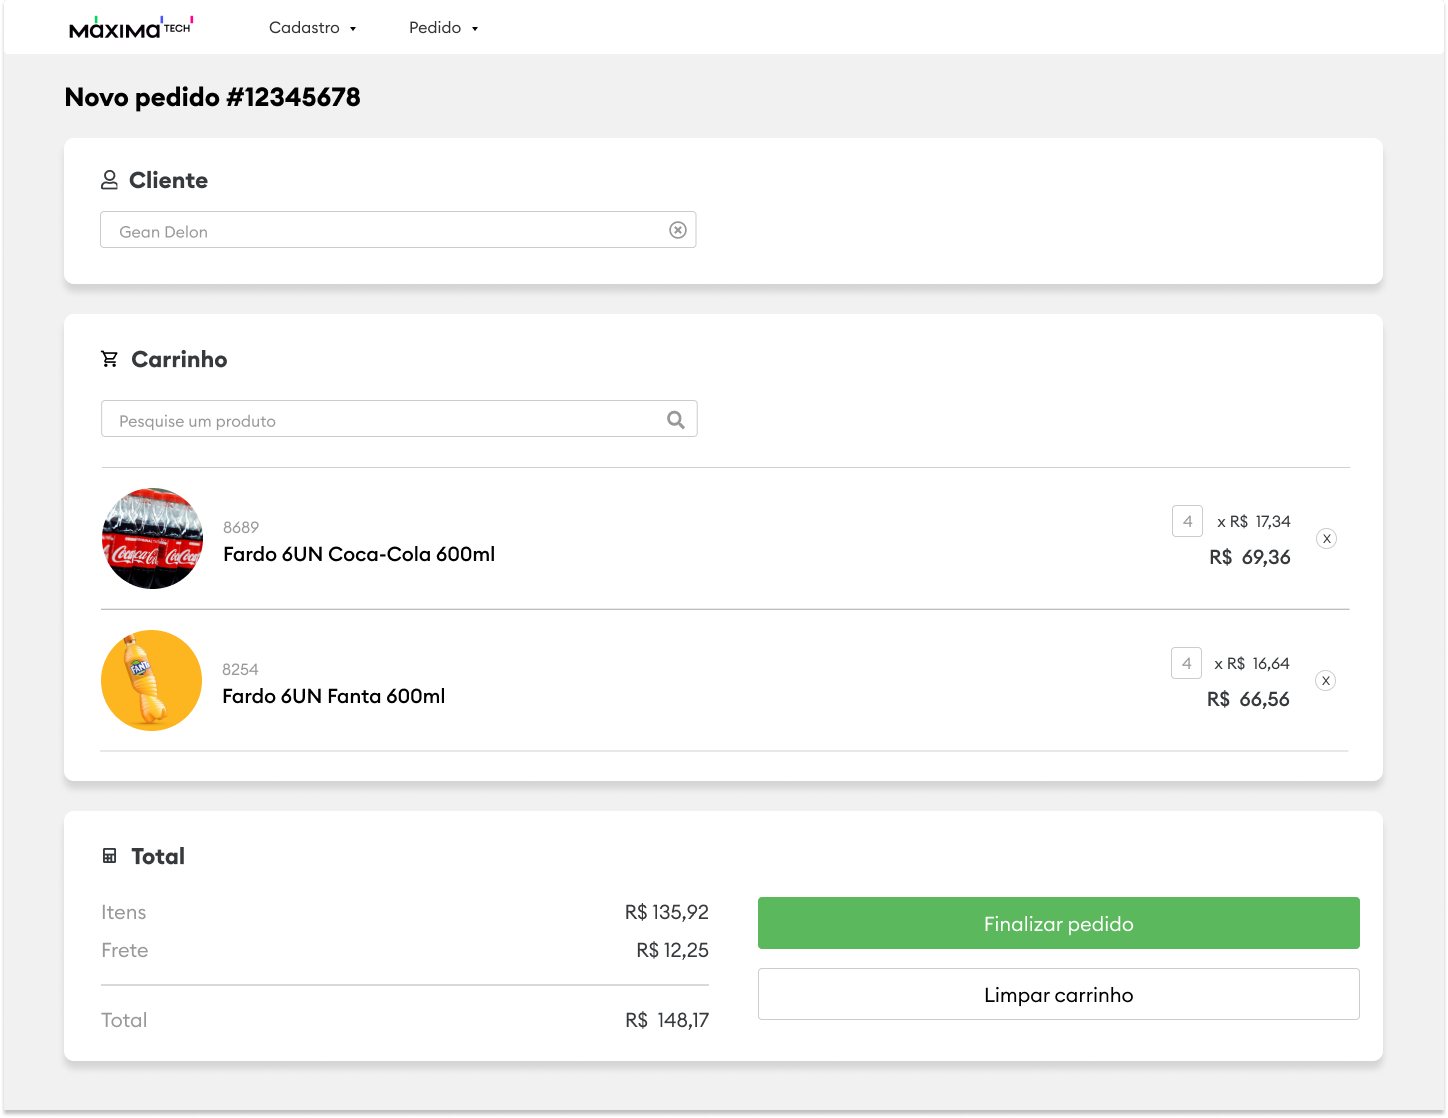 MÁXIMA TECH
Cadastro
Pedido
Novo pedido #12345678
Cliente
Gean Delon
Carrinho
Pesquise um produto
8689
Fardo 6UN Coca-Cola 600ml
4 x R$ 17,34
R$ 69,36
X
Coca-Cola
8254
Fardo 6UN Fanta 600ml
4 x R$ 16,64
R$ 66,56
X
Total
Itens R$ 135,92
Frete R$ 12,25
Total R$ 148,17
Finalizar pedido
Limpar carrinho